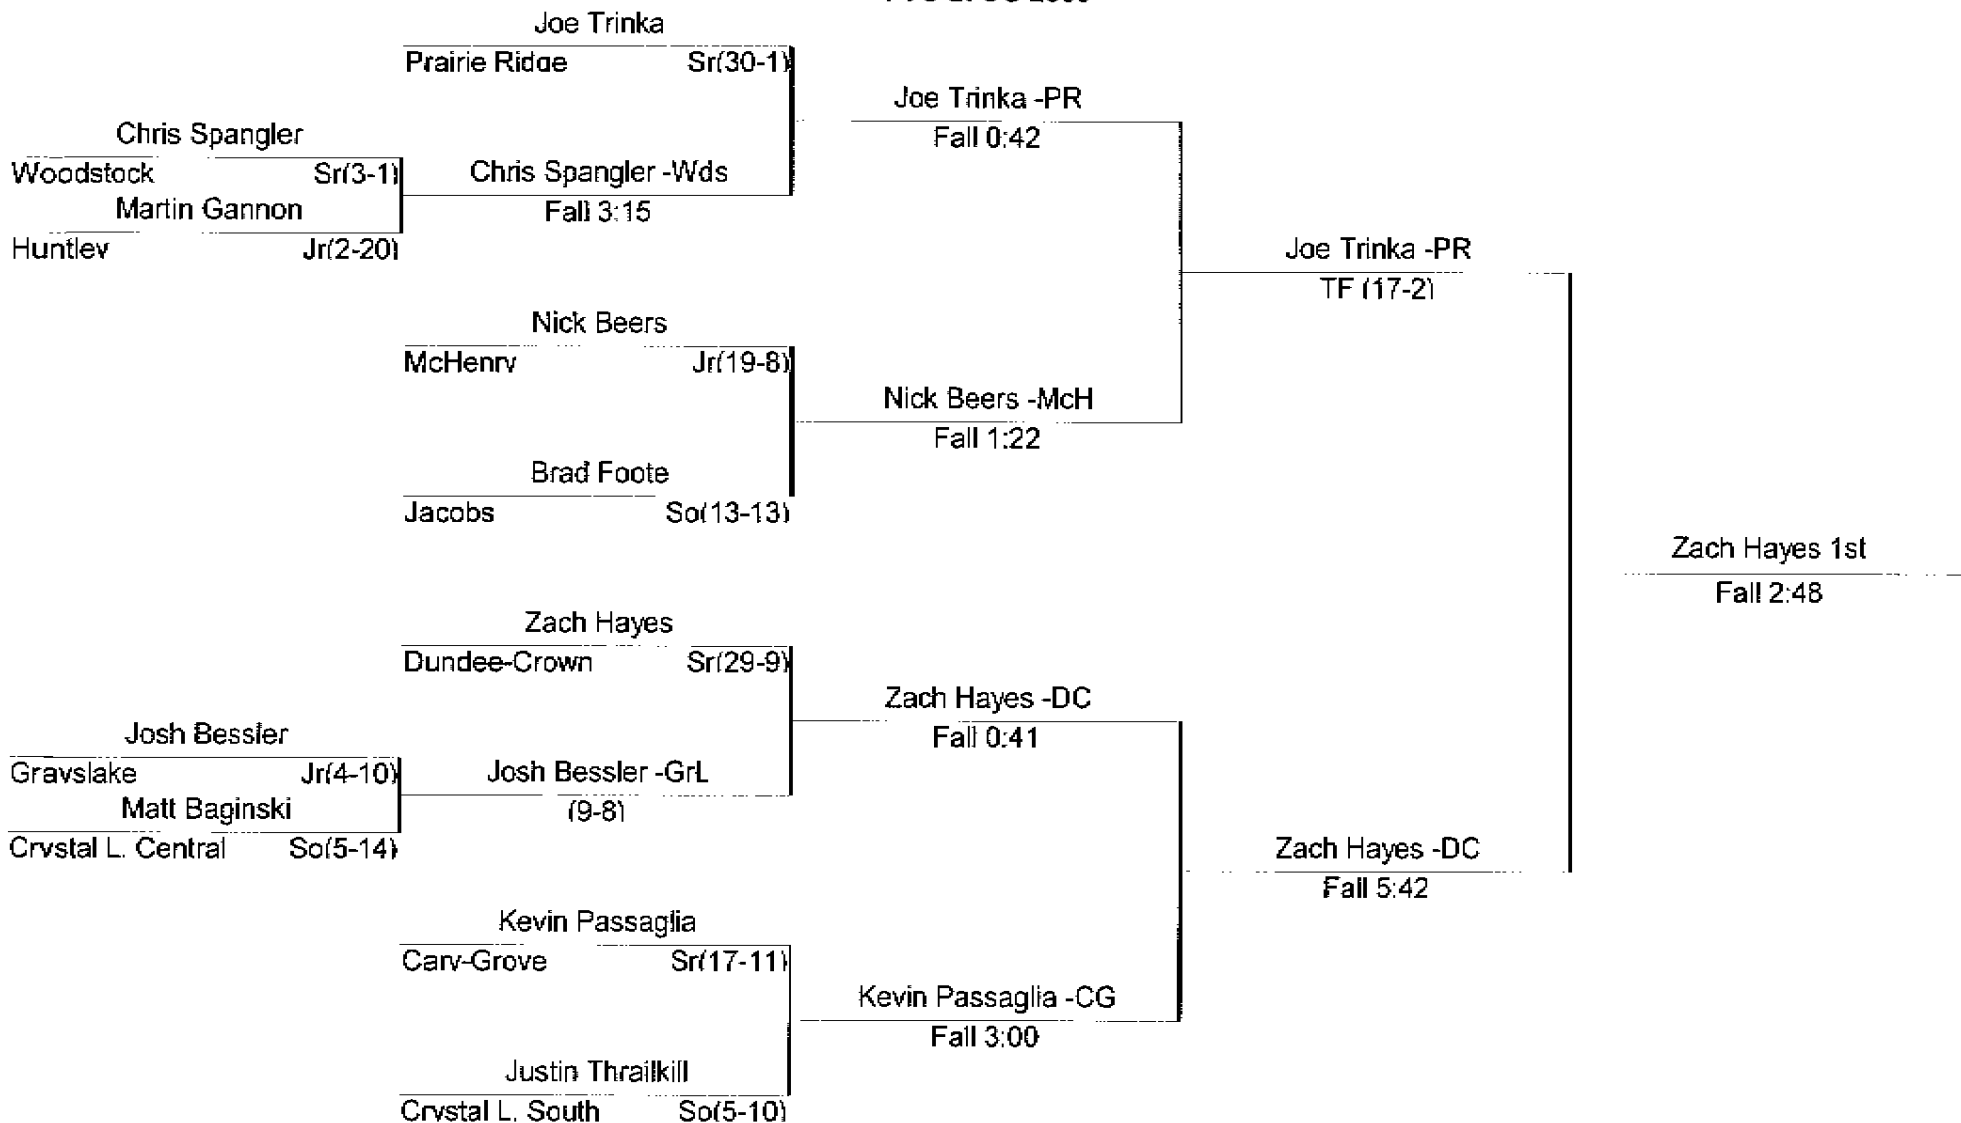 Joe Trinka
Prairie Ridge Sr(30-1)
Joe Trinka -PR
Fall 0:42
Chris Spangler
Woodstock Sr(3-1)
Chris Spangler -Wds
Fall 3:15
Martin Gannon
Huntley Jr(2-20)
Joe Trinka -PR
TF (17-2)
Nick Beers
McHenry Jr(19-8)
Nick Beers -McH
Fall 1:22
Brad Foote
Jacobs So(13-13)
Zach Hayes 1st
Fall 2:48
Zach Hayes
Dundee-Crown Sr(29-9)
Zach Hayes -DC
Fall 0:41
Josh Bessler
Grayslake Jr(4-10)
Josh Bessler -GrL
(9-8)
Matt Baginski
Crystal L. Central So(5-14)
Zach Hayes -DC
Fall 5:42
Kevin Passaglia
Cary-Grove Sr(17-11)
Kevin Passaglia -CG
Fall 3:00
Justin Thrailkill
Crystal L. South So(5-10)